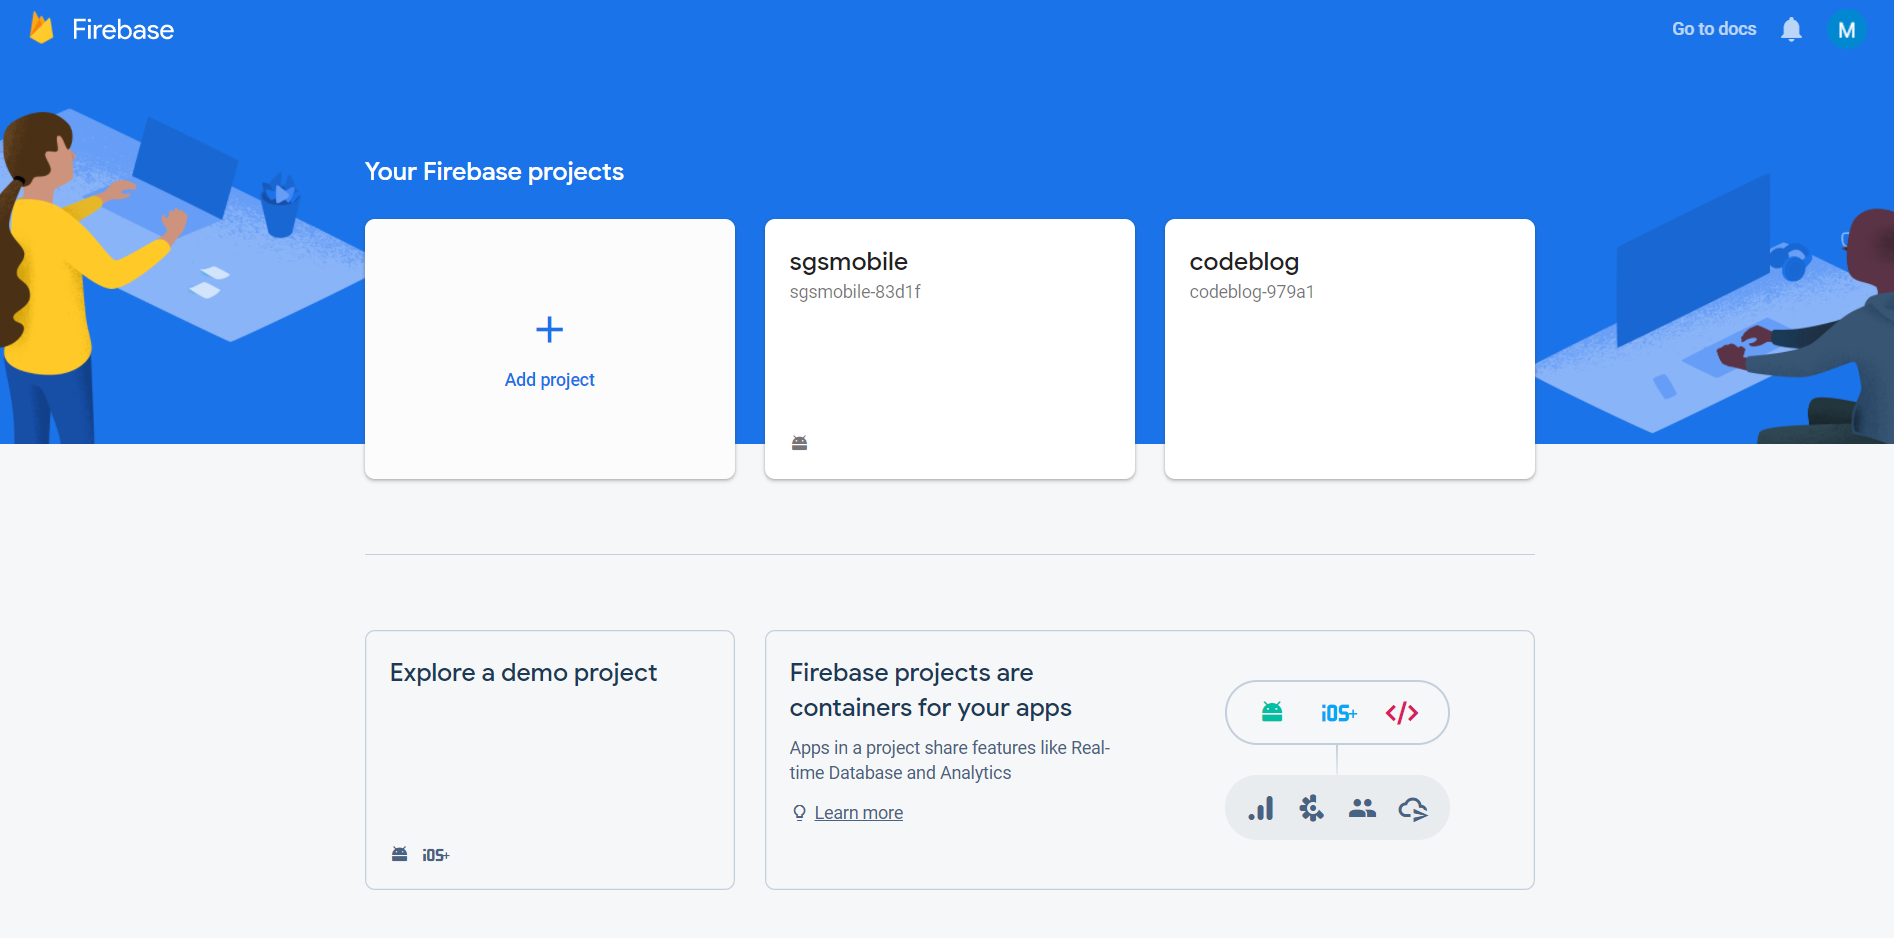 Firebase
Go to docs
M
Your Firebase projects
Add project
sgsmobile
sgsmobile-83d1f
codeblog
codeblog-979a1
Explore a demo project
iOS+
Firebase projects are
containers for your apps
Apps in a project share features like Real-
time Database and Analytics
Learn more
iOS+